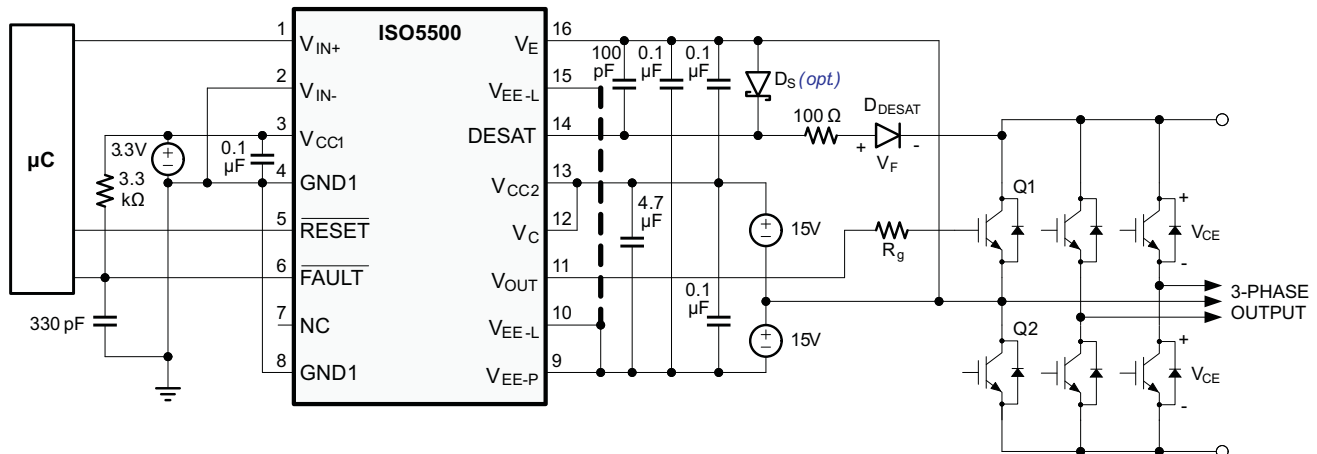 ISO5500
µC
1
V_IN+
2
V_IN-
3
V_CC1
4
GND1
5
RESET
6
FAULT
7
NC
8
GND1
3.3V
0.1
µF
3.3
kΩ
330 pF
16
V_E
15
V_EE-L
14
DESAT
13
V_CC2
12
V_C
11
V_OUT
10
V_EE-L
9
V_EE-P
100
pF
0.1
µF
0.1
µF
D_S (opt.)
100 Ω
D_DESAT
+
V_F
-
4.7
µF
15V
R_g
0.1
µF
15V
Q1
+
V_CE
-
3-PHASE
OUTPUT
Q2
+
V_CE
-